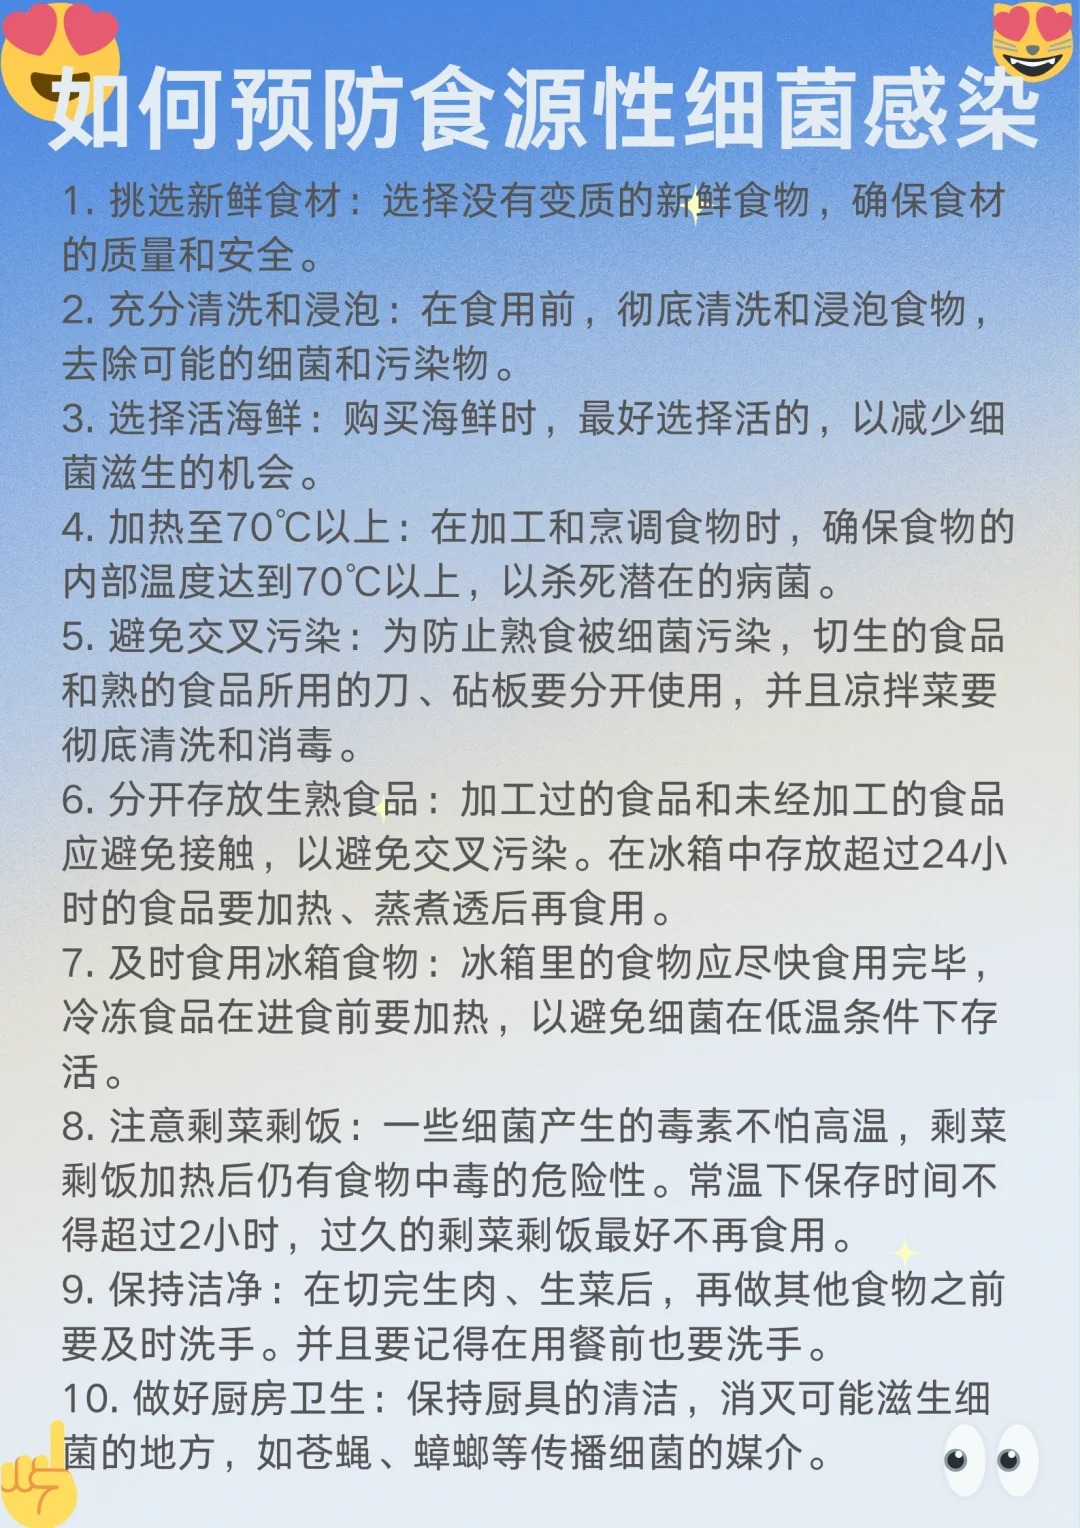 如何预防食源性细菌感染
1. 挑选新鲜食材：选择没有变质的新鲜食物，确保食材
的质量和安全。
2. 充分清洗和浸泡：在食用前，彻底清洗和浸泡食物，
去除可能的细菌和污染物。
3. 选择活海鲜：购买海鲜时，最好选择活的，以减少细
菌滋生的机会。
4. 加热至70℃以上：在加工和烹调食物时，确保食物的
内部温度达到70℃以上，以杀死潜在的病菌。
5. 避免交叉污染：为防止熟食被细菌污染，切生的食品
和熟的食品所用的刀、砧板要分开使用，并且凉拌菜要
彻底清洗和消毒。
6. 分开存放生熟食品：加工过的食品和未经加工的食品
应避免接触，以避免交叉污染。在冰箱中存放超过24小
时的食品要加热、蒸煮透后再食用。
7. 及时食用冰箱食物：冰箱里的食物应尽快食用完毕，
冷冻食品在进食前要加热，以避免细菌在低温条件下存
活。
8. 注意剩菜剩饭：一些细菌产生的毒素不怕高温，剩菜
剩饭加热后仍有食物中毒的危险性。常温下保存时间不
得超过2小时，过久的剩菜剩饭最好不再食用。
9. 保持洁净：在切完生肉、生菜后，再做其他食物之前
要及时洗手。并且要记得在用餐前也要洗手。
10. 做好厨房卫生：保持厨具的清洁，消灭可能滋生细
菌的地方，如苍蝇、蟑螂等传播细菌的媒介。